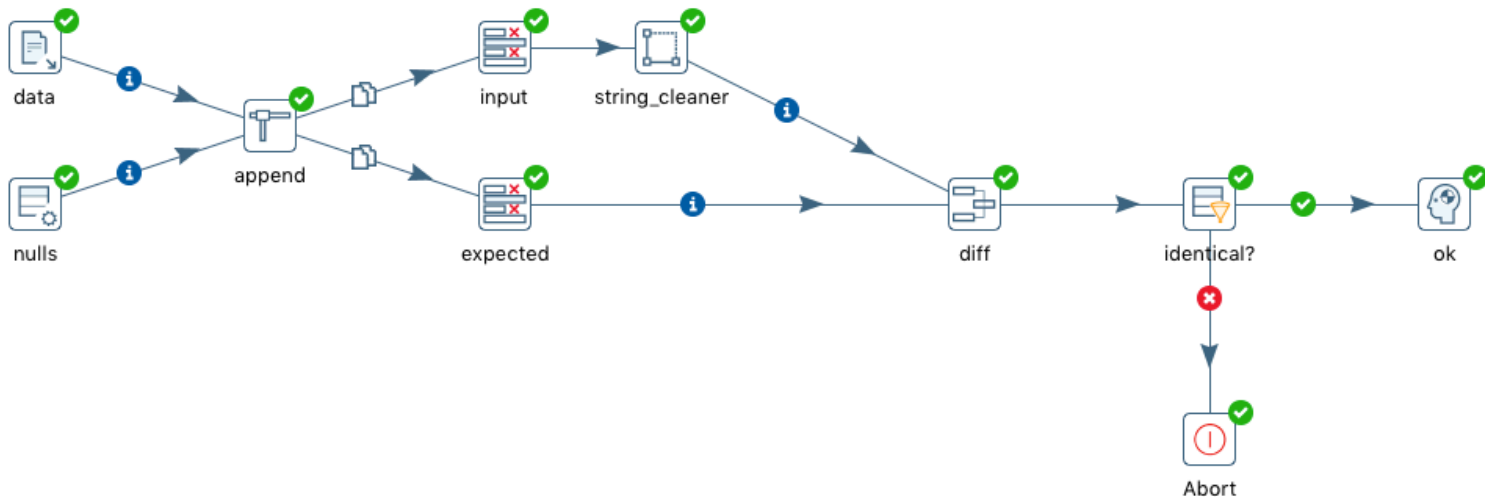 data
input
string_cleaner
append
nulls
expected
diff
identical?
ok
Abort